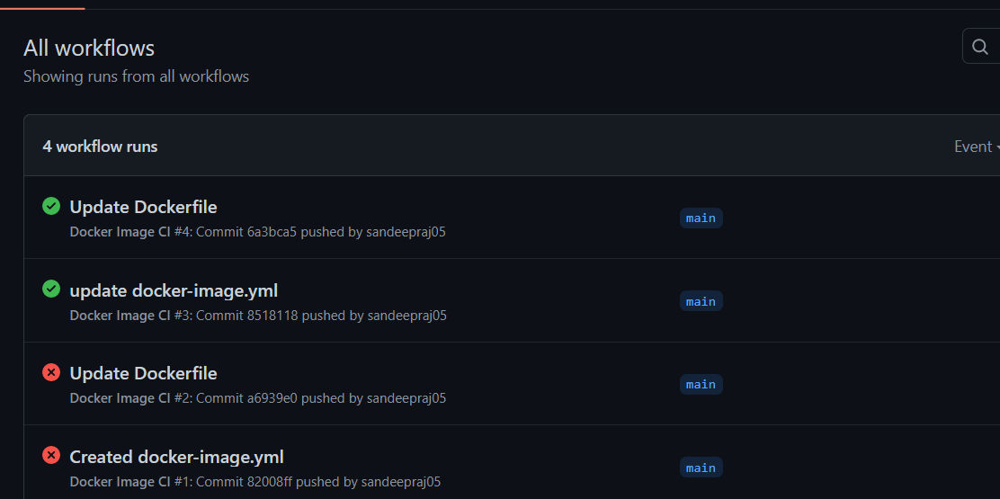 All workflows
Showing runs from all workflows
4 workflow runs
Event
Update Dockerfile
Docker Image CI #4: Commit 6a3bca5 pushed by sandeepraj05
main
update docker-image.yml
Docker Image CI #3: Commit 8518118 pushed by sandeepraj05
main
Update Dockerfile
Docker Image CI #2: Commit a6939e0 pushed by sandeepraj05
main
Created docker-image.yml
Docker Image CI #1: Commit 82008ff pushed by sandeepraj05
main